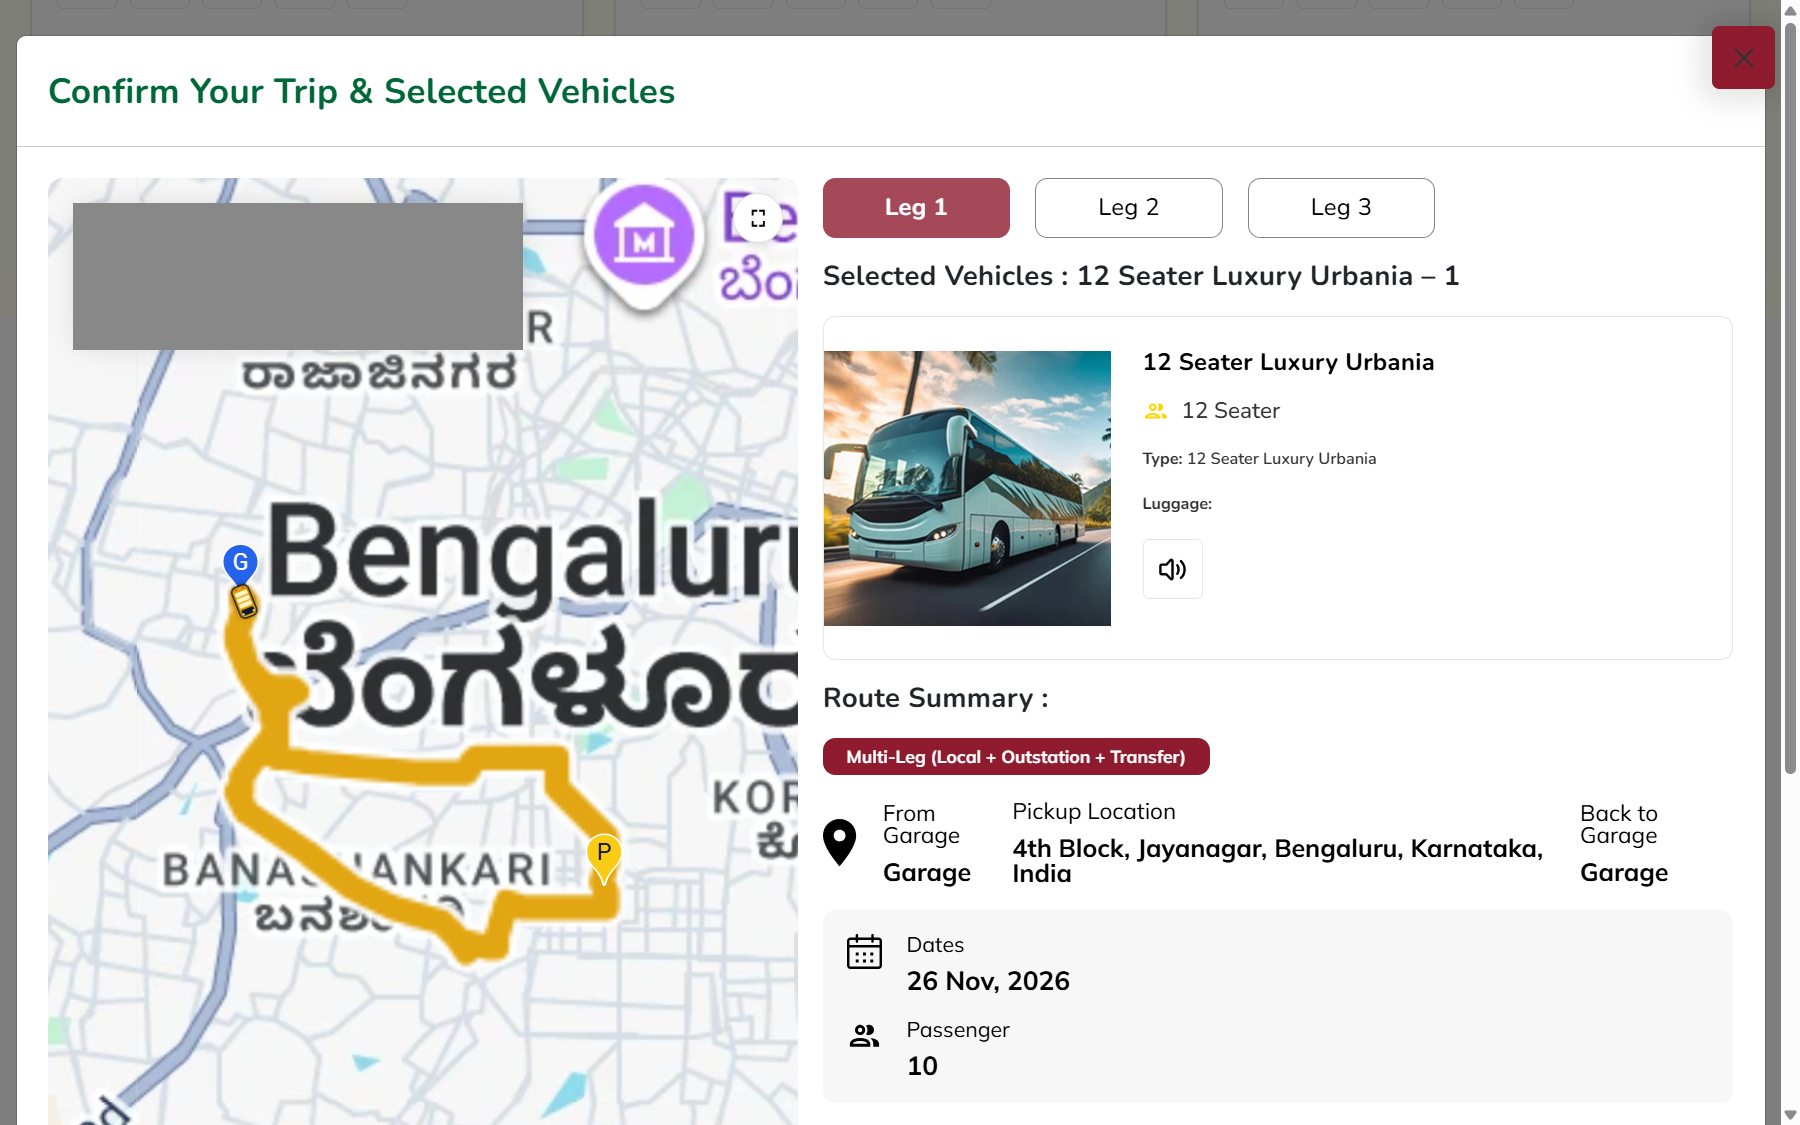 Confirm Your Trip & Selected Vehicles
Leg 1
Leg 2
Leg 3
Selected Vehicles : 12 Seater Luxury Urbania – 1
12 Seater Luxury Urbania
12 Seater
Type: 12 Seater Luxury Urbania
Luggage:
Route Summary :
Multi-Leg (Local + Outstation + Transfer)
From
Garage
Garage
Pickup Location
4th Block, Jayanagar, Bengaluru, Karnataka,
India
Back to
Garage
Garage
Dates
26 Nov, 2026
Passenger
10
M
R
ರಾಜಾಜಿನಗರ
Bengaluru
G
P